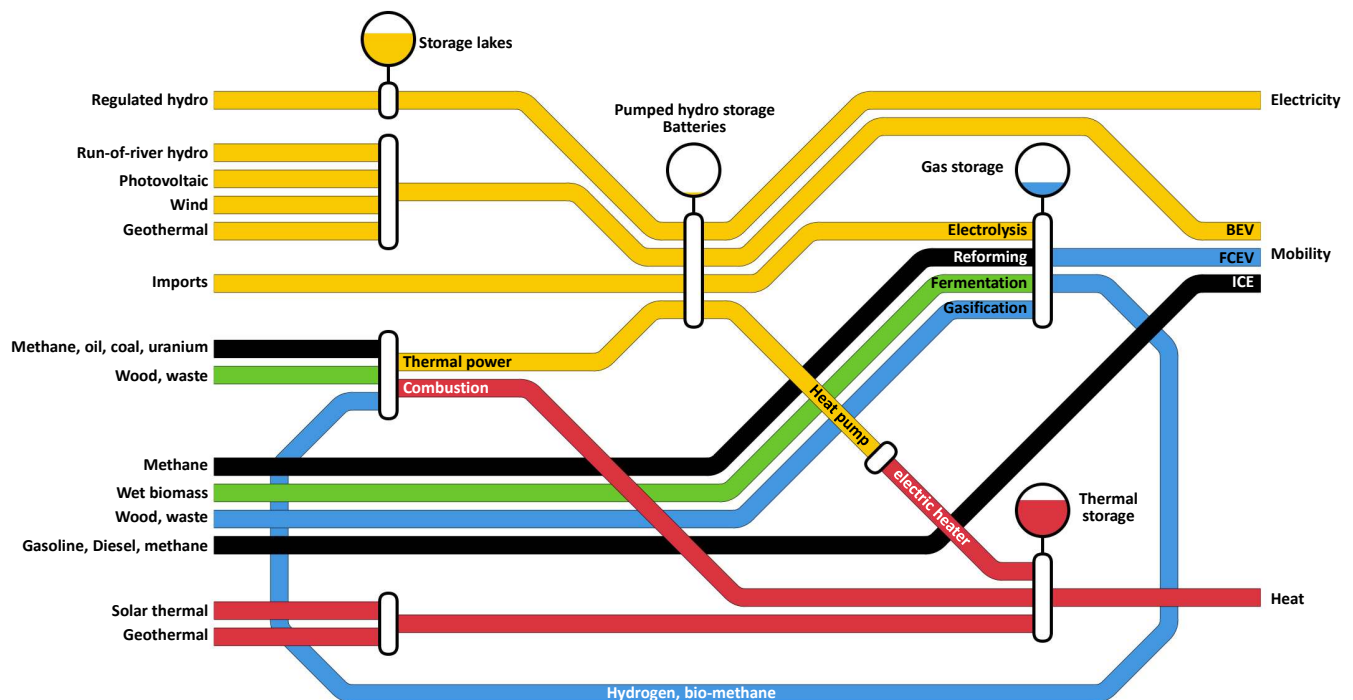 Storage lakes
Regulated hydro
Electricity
Pumped hydro storage
Batteries
Run-of-river hydro
Photovoltaic
Gas storage
Wind
Geothermal
Electrolysis
BEV
Reforming
FCEV
Mobility
Imports
Fermentation
ICE
Gasification
Methane, oil, coal, uranium
Thermal power
Wood, waste
Combustion
Heat pump
Methane
electric heater
Wet biomass
Thermal
storage
Wood, waste
Gasoline, Diesel, methane
Solar thermal
Heat
Geothermal
Hydrogen, bio-methane